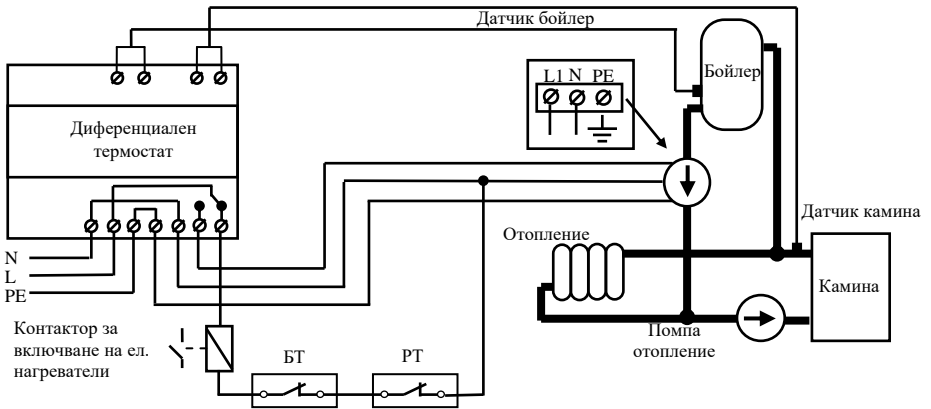 Датчик бойлер
L1 N PE
Бойлер
Диференциален
термостат
Датчик камина
Отопление
N
L
PE
Камина
Контактор за
включване на ел.
нагреватели
БТ
РТ
Помпа
отопление